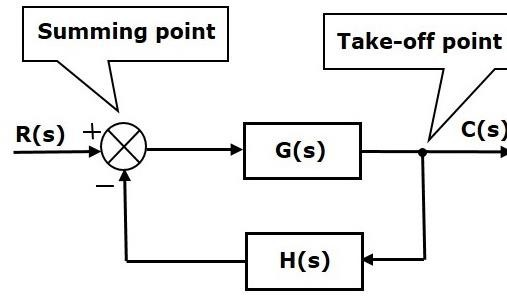 Summing point
Take-off point
R(s)
+
G(s)
C(s)
−
H(s)